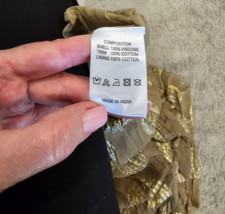 COMPOSITION
SHELL 100% VISCOSE
TRIM 100% COTTON
LINING 100% COTTON
MADE IN INDIA